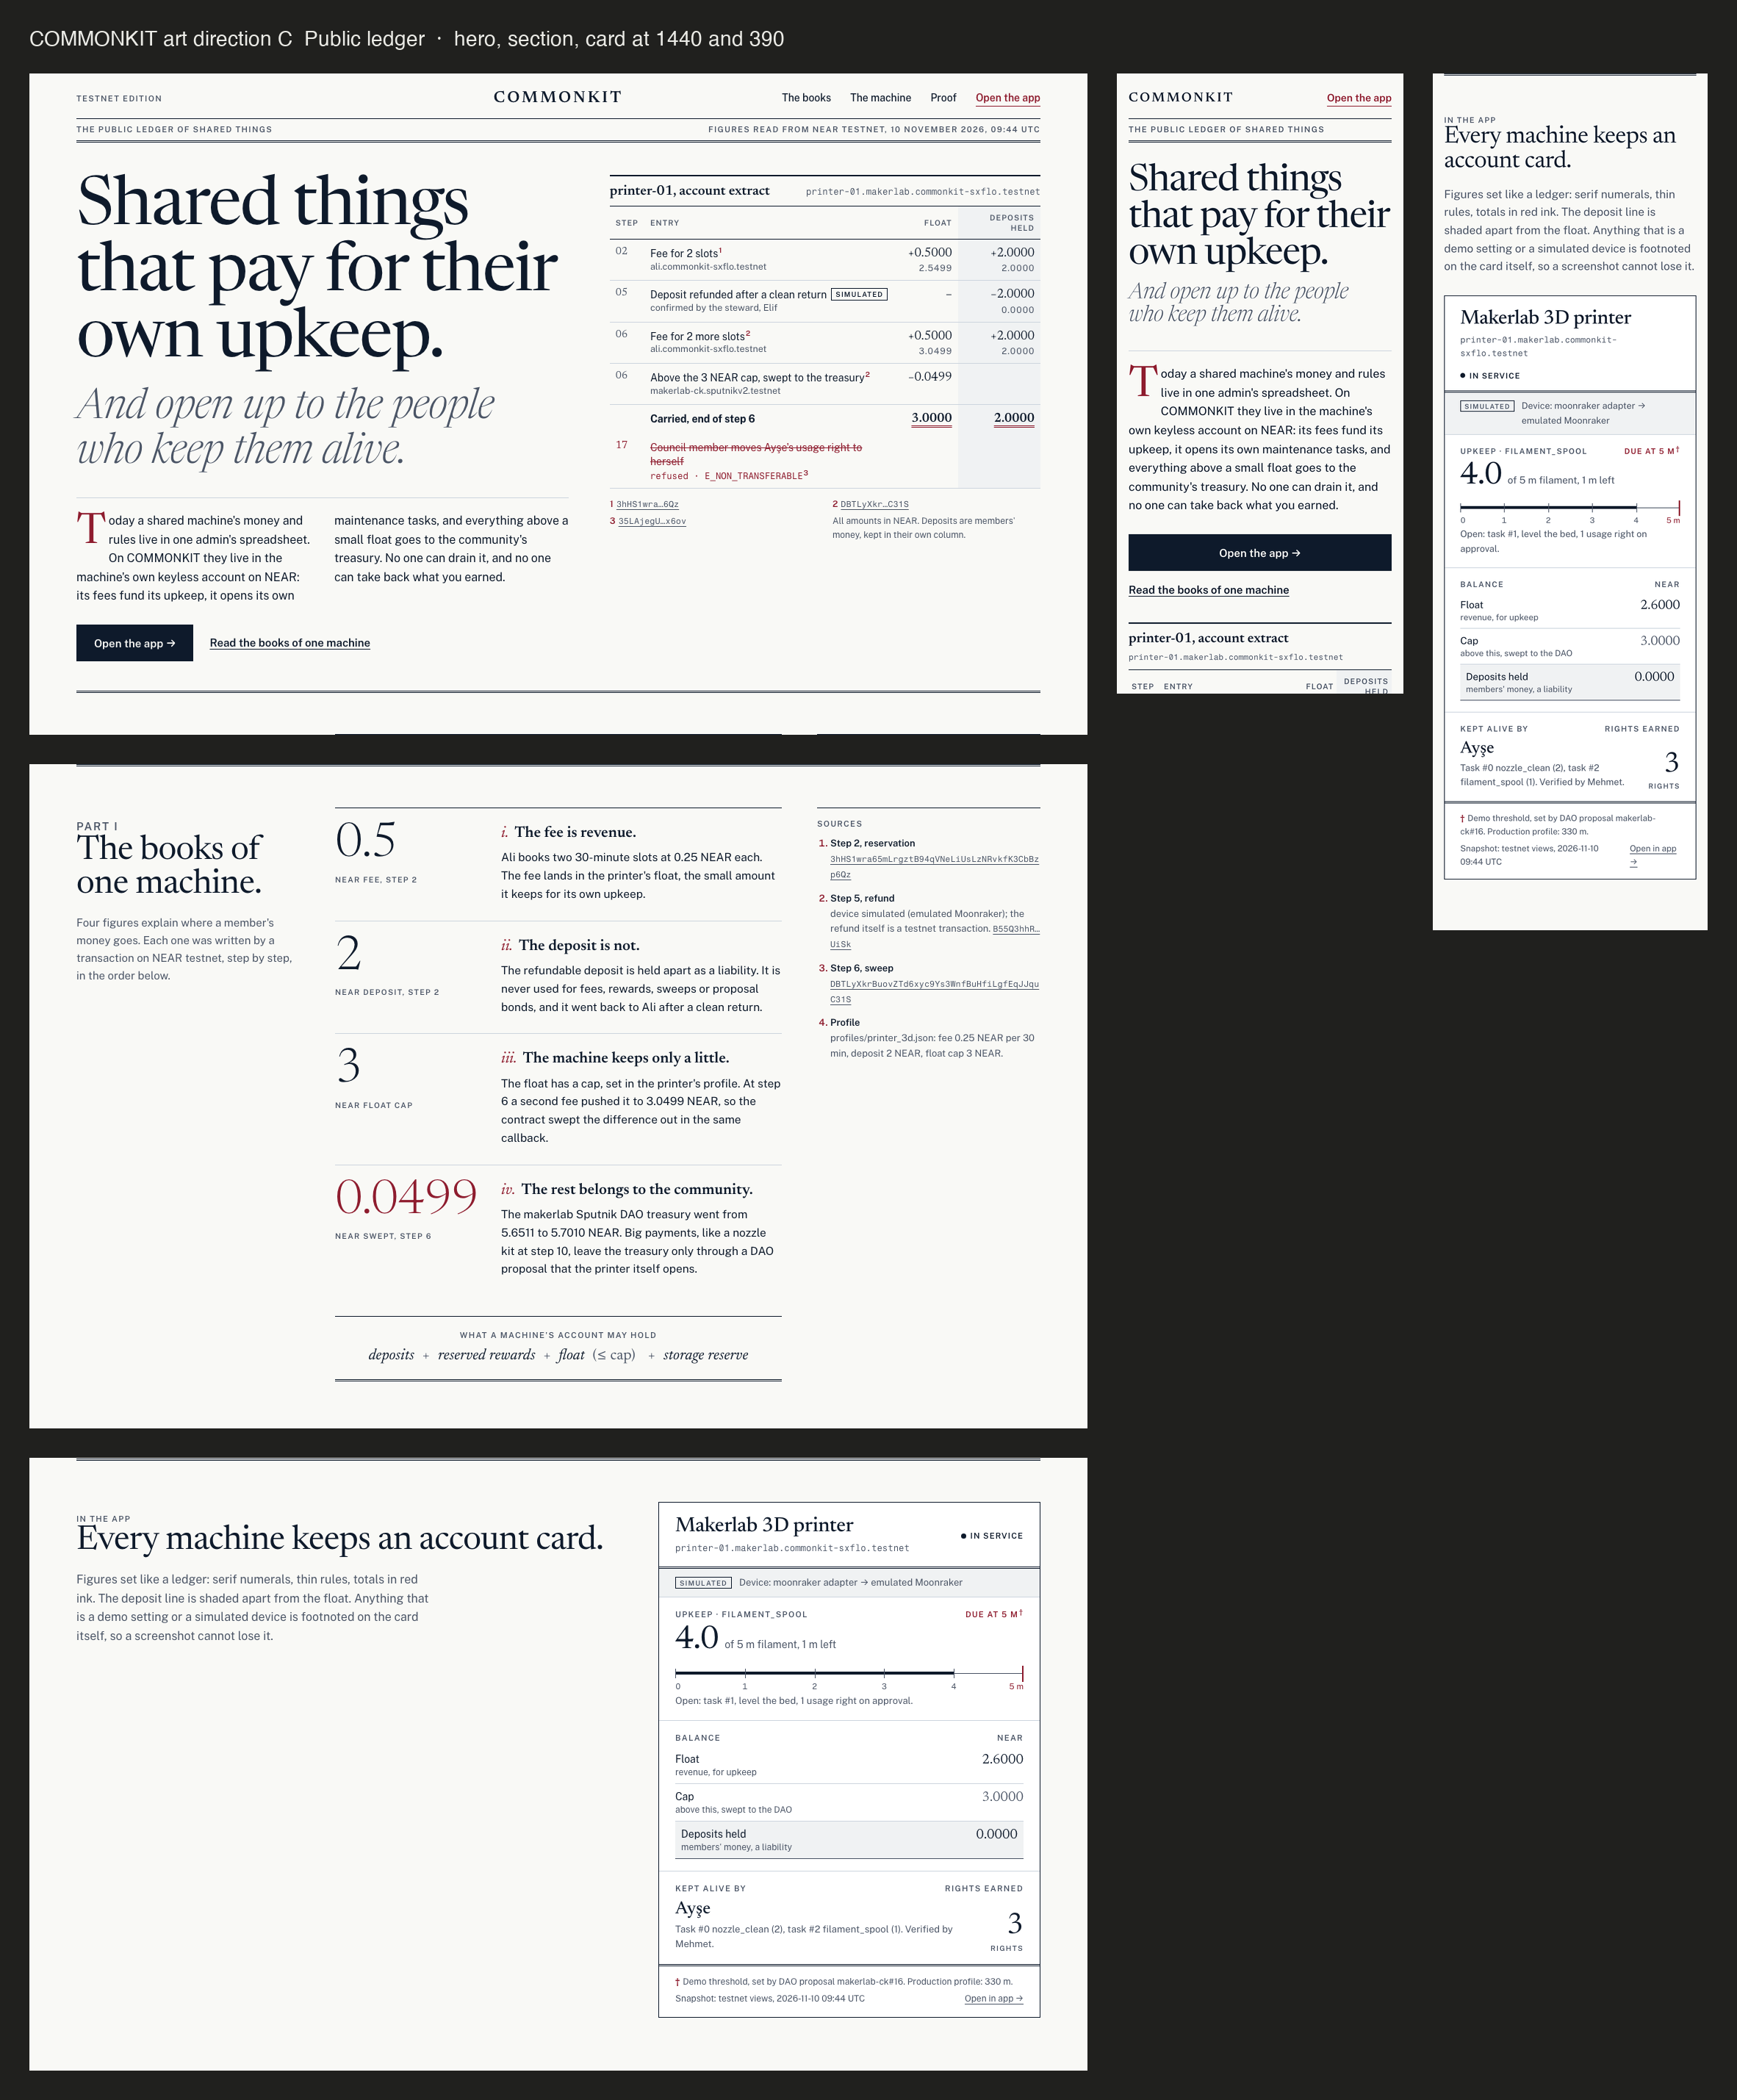 COMMONKIT art direction C Public ledger · hero, section, card at 1440 and 390
TESTNET EDITION
COMMONKIT
The books The machine Proof Open the app
THE PUBLIC LEDGER OF SHARED THINGS
FIGURES READ FROM NEAR TESTNET, 10 NOVEMBER 2026, 09:44 UTC
Shared things
that pay for their
own upkeep.
And open up to the people
who keep them alive.
Today a shared machine's money and
rules live in one admin's spreadsheet.
On COMMONKIT they live in the
machine's own keyless account on NEAR:
its fees fund its upkeep, it opens its own
maintenance tasks, and everything above a
small float goes to the community's
treasury. No one can drain it, and no one
can take back what you earned.
Open the app →
Read the books of one machine
printer-01, account extract
printer-01.makerlab.commonkit-sxflo.testnet
STEP ENTRY FLOAT DEPOSITS
HELD
02 Fee for 2 slots1 +0.5000 +2.0000
ali.commonkit-sxflo.testnet 2.5499 2.0000
05 Deposit refunded after a clean return SIMULATED – −2.0000
confirmed by the steward, Elif 0.0000
06 Fee for 2 more slots2 +0.5000 +2.0000
ali.commonkit-sxflo.testnet 3.0499 2.0000
06 Above the 3 NEAR cap, swept to the treasury2 −0.0499
makerlab-ck.sputnikv2.testnet
Carried, end of step 6 3.0000 2.0000
17 Council member moves Ayşe's usage right to
herself
refused · E_NON_TRANSFERABLE3
1 3hHS1wra…6Qz
2 DBTLyXkr…C31S
3 35LAjegU…x6ov
All amounts in NEAR. Deposits are members'
money, kept in their own column.
COMMONKIT
Open the app
THE PUBLIC LEDGER OF SHARED THINGS
Shared things
that pay for their
own upkeep.
And open up to the people
who keep them alive.
Today a shared machine's money and rules
live in one admin's spreadsheet. On
COMMONKIT they live in the machine's
own keyless account on NEAR: its fees fund its
upkeep, it opens its own maintenance tasks, and
everything above a small float goes to the
community's treasury. No one can drain it, and
no one can take back what you earned.
Open the app →
Read the books of one machine
printer-01, account extract
printer-01.makerlab.commonkit-sxflo.testnet
STEP ENTRY FLOAT DEPOSITS
HELD
IN THE APP
Every machine keeps an
account card.
Figures set like a ledger: serif numerals, thin
rules, totals in red ink. The deposit line is
shaded apart from the float. Anything that is a
demo setting or a simulated device is footnoted
on the card itself, so a screenshot cannot lose it.
Makerlab 3D printer
printer-01.makerlab.commonkit-
sxflo.testnet
● IN SERVICE
SIMULATED Device: moonraker adapter →
emulated Moonraker
UPKEEP · FILAMENT_SPOOL DUE AT 5 M†
4.0 of 5 m filament, 1 m left
0 1 2 3 4 5 m
Open: task #1, level the bed, 1 usage right on
approval.
BALANCE NEAR
Float 2.6000
revenue, for upkeep
Cap 3.0000
above this, swept to the DAO
Deposits held 0.0000
members' money, a liability
KEPT ALIVE BY RIGHTS EARNED
Ayşe
Task #0 nozzle_clean (2), task #2
filament_spool (1). Verified by Mehmet.
3
RIGHTS
† Demo threshold, set by DAO proposal makerlab-
ck#16. Production profile: 330 m.
Snapshot: testnet views, 2026-11-10
09:44 UTC
Open in app
→
PART I
The books of
one machine.
Four figures explain where a member's
money goes. Each one was written by a
transaction on NEAR testnet, step by step,
in the order below.
0.5
NEAR FEE, STEP 2
i. The fee is revenue.
Ali books two 30-minute slots at 0.25 NEAR each.
The fee lands in the printer's float, the small amount
it keeps for its own upkeep.
2
NEAR DEPOSIT, STEP 2
ii. The deposit is not.
The refundable deposit is held apart as a liability. It is
never used for fees, rewards, sweeps or proposal
bonds, and it went back to Ali after a clean return.
3
NEAR FLOAT CAP
iii. The machine keeps only a little.
The float has a cap, set in the printer's profile. At step
6 a second fee pushed it to 3.0499 NEAR, so the
contract swept the difference out in the same
callback.
0.0499
NEAR SWEPT, STEP 6
iv. The rest belongs to the community.
The makerlab Sputnik DAO treasury went from
5.6511 to 5.7010 NEAR. Big payments, like a nozzle
kit at step 10, leave the treasury only through a DAO
proposal that the printer itself opens.
WHAT A MACHINE'S ACCOUNT MAY HOLD
deposits + reserved rewards + float (≤ cap) + storage reserve
SOURCES
1. Step 2, reservation
3hHS1wra65mLrgztB94qVNeLiUsLzNRvkfK3CbBz
p6Qz
2. Step 5, refund
device simulated (emulated Moonraker); the
refund itself is a testnet transaction. B55Q3hhR…
UiSk
3. Step 6, sweep
DBTLyXkrBuovZTd6xyc9Ys3WnfBuHfiLgfEqJJqu
C31S
4. Profile
profiles/printer_3d.json: fee 0.25 NEAR per 30
min, deposit 2 NEAR, float cap 3 NEAR.
IN THE APP
Every machine keeps an account card.
Figures set like a ledger: serif numerals, thin rules, totals in red
ink. The deposit line is shaded apart from the float. Anything that
is a demo setting or a simulated device is footnoted on the card
itself, so a screenshot cannot lose it.
Makerlab 3D printer
printer-01.makerlab.commonkit-sxflo.testnet
● IN SERVICE
SIMULATED Device: moonraker adapter → emulated Moonraker
UPKEEP · FILAMENT_SPOOL DUE AT 5 M†
4.0 of 5 m filament, 1 m left
0 1 2 3 4 5 m
Open: task #1, level the bed, 1 usage right on approval.
BALANCE NEAR
Float 2.6000
revenue, for upkeep
Cap 3.0000
above this, swept to the DAO
Deposits held 0.0000
members' money, a liability
KEPT ALIVE BY RIGHTS EARNED
Ayşe
Task #0 nozzle_clean (2), task #2 filament_spool (1). Verified by
Mehmet.
3
RIGHTS
† Demo threshold, set by DAO proposal makerlab-ck#16. Production profile: 330 m.
Snapshot: testnet views, 2026-11-10 09:44 UTC Open in app →